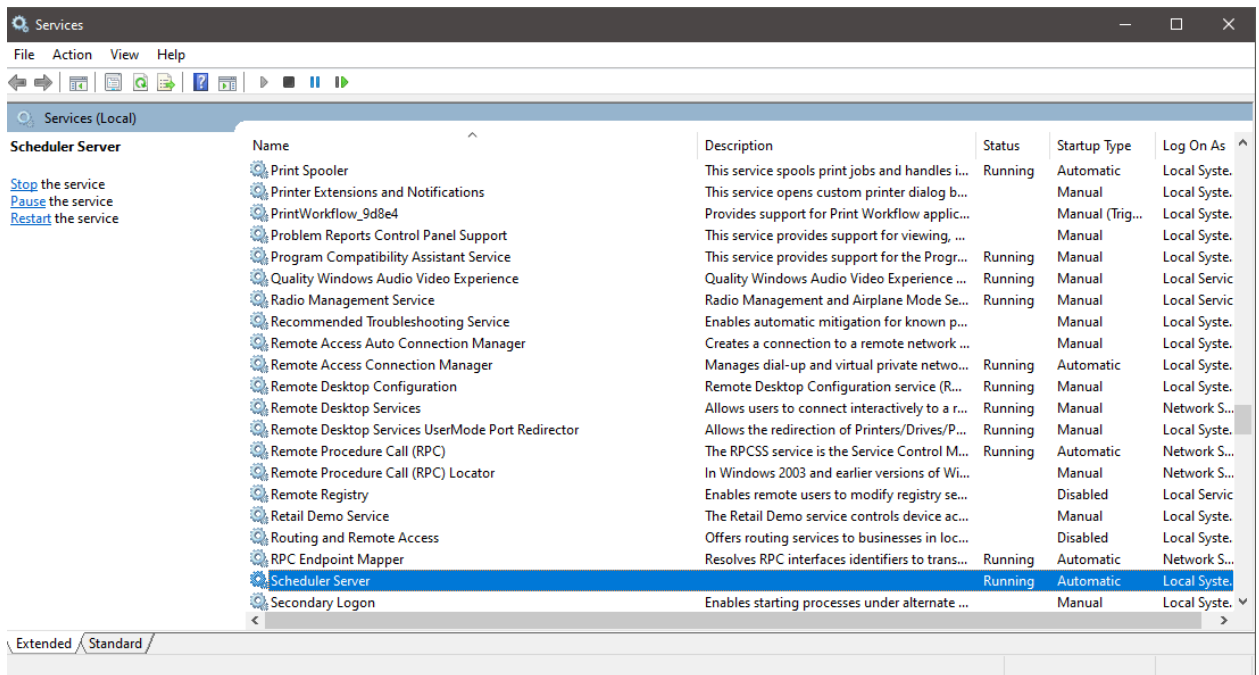 Services
File Action View Help
Services (Local)
Scheduler Server
Stop the service
Pause the service
Restart the service
Name Description Status Startup Type Log On As
Print Spooler This service spools print jobs and handles i... Running Automatic Local Syste.
Printer Extensions and Notifications This service opens custom printer dialog b... Manual Local Syste.
PrintWorkflow_9d8e4 Provides support for Print Workflow applic... Manual (Trig... Local Syste.
Problem Reports Control Panel Support This service provides support for viewing, ... Manual Local Syste.
Program Compatibility Assistant Service This service provides support for the Progr... Running Manual Local Syste.
Quality Windows Audio Video Experience Quality Windows Audio Video Experience ... Running Manual Local Servic
Radio Management Service Radio Management and Airplane Mode Se... Running Manual Local Servic
Recommended Troubleshooting Service Enables automatic mitigation for known p... Manual Local Syste.
Remote Access Auto Connection Manager Creates a connection to a remote network ... Manual Local Syste.
Remote Access Connection Manager Manages dial-up and virtual private netwo... Running Automatic Local Syste.
Remote Desktop Configuration Remote Desktop Configuration service (R... Running Manual Local Syste.
Remote Desktop Services Allows users to connect interactively to a r... Running Manual Network S...
Remote Desktop Services UserMode Port Redirector Allows the redirection of Printers/Drives/P... Running Manual Local Syste.
Remote Procedure Call (RPC) The RPCSS service is the Service Control M... Running Automatic Network S...
Remote Procedure Call (RPC) Locator In Windows 2003 and earlier versions of Wi... Manual Network S...
Remote Registry Enables remote users to modify registry se... Disabled Local Servic
Retail Demo Service The Retail Demo service controls device ac... Manual Local Syste.
Routing and Remote Access Offers routing services to businesses in loc... Disabled Local Syste.
RPC Endpoint Mapper Resolves RPC interfaces identifiers to trans... Running Automatic Network S...
Scheduler Server Running Automatic Local Syste.
Secondary Logon Enables starting processes under alternate ... Manual Local Syste.
Extended Standard